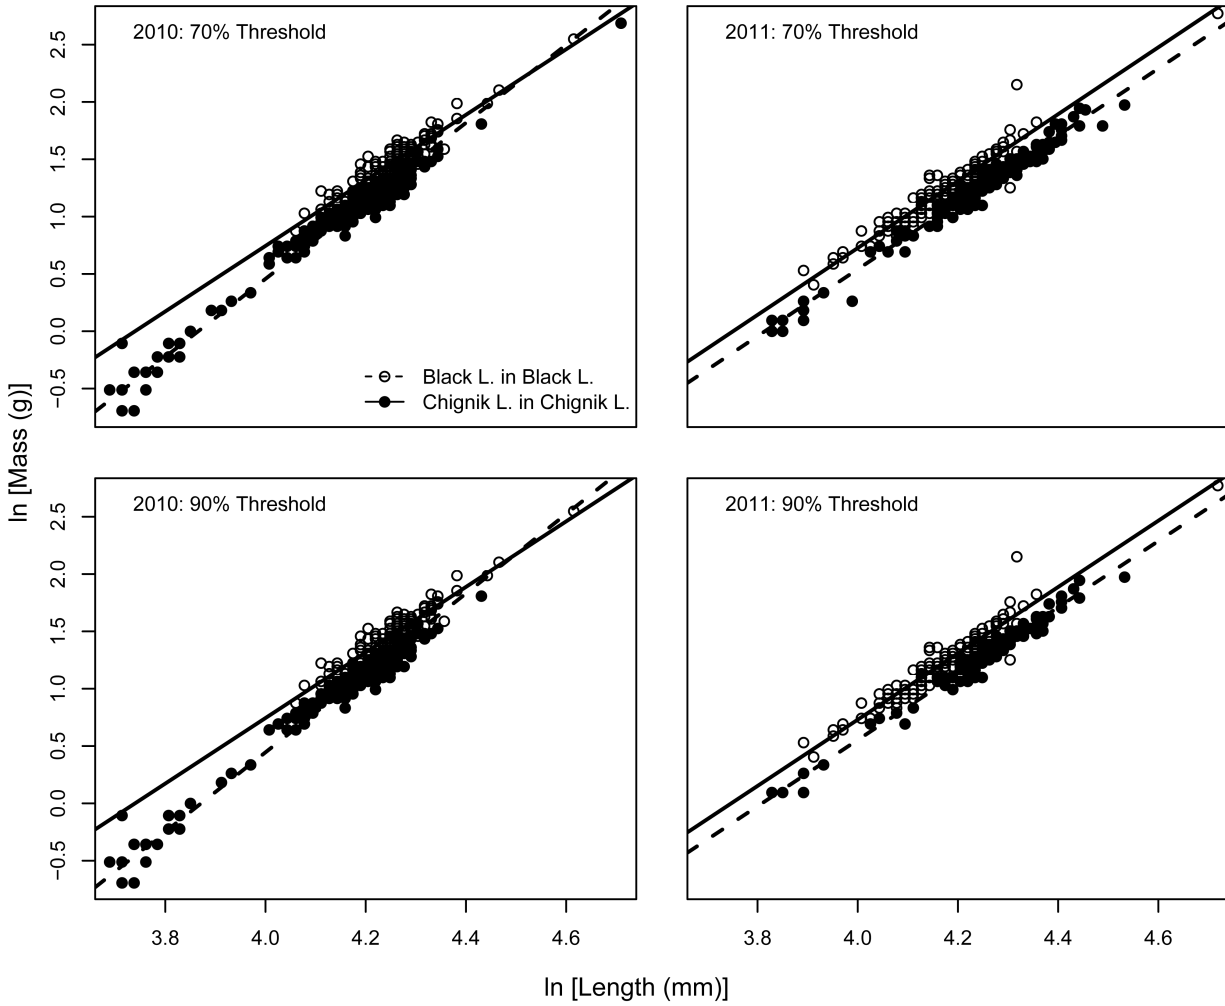 2010: 70% Threshold
2011: 70% Threshold
2.5
2.0
1.5
1.0
0.5
0.0
−0.5
Black L. in Black L.
Chignik L. in Chignik L.
ln [Mass (g)]
2010: 90% Threshold
2011: 90% Threshold
2.5
2.0
1.5
1.0
0.5
0.0
−0.5
3.8 4.0 4.2 4.4 4.6
3.8 4.0 4.2 4.4 4.6
ln [Length (mm)]